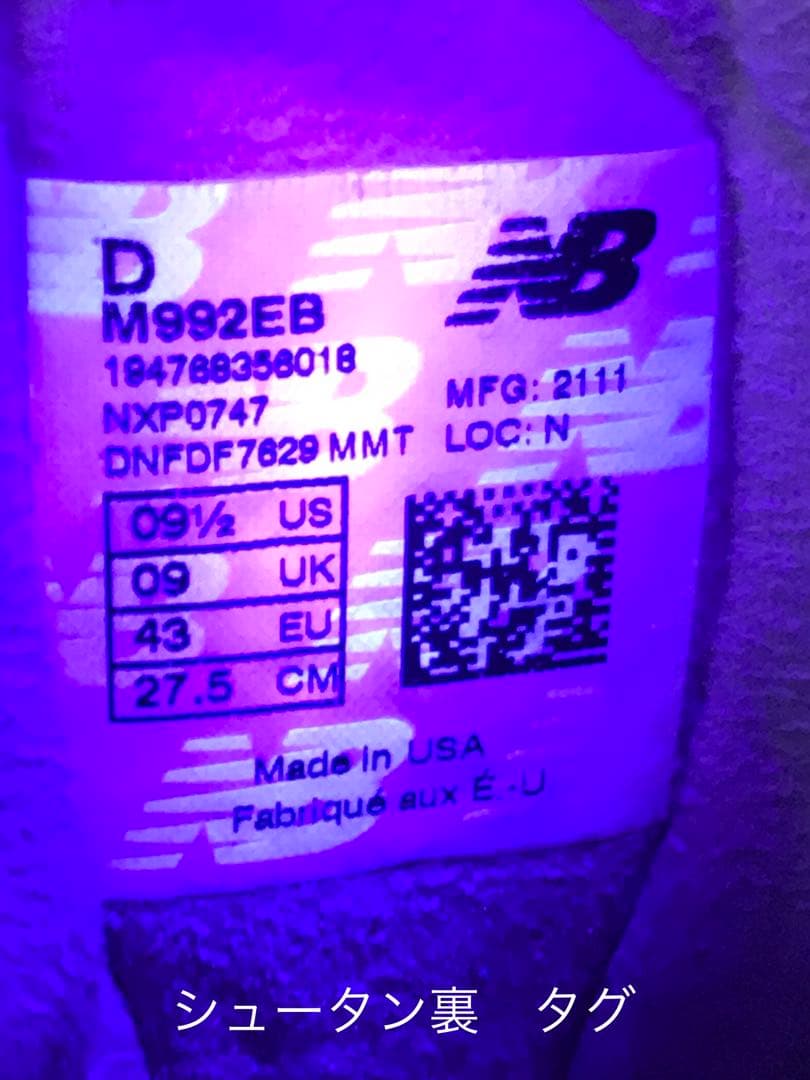 D
M992EB
NB
194768356018
NXP0747
MFG: 2111
DNFDF7629 MMT
LOC: N
09½ US
09 UK
43 EU
27.5 CM
Made in USA
Fabriqué aux É.-U
シュータン裏 タグ